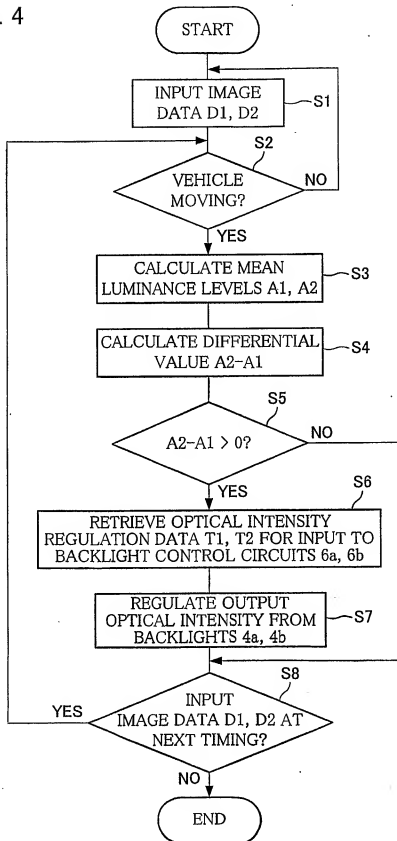 . 4
START
INPUT IMAGE
DATA D1, D2
S1
S2
VEHICLE
MOVING?
NO
YES
CALCULATE MEAN
LUMINANCE LEVELS A1, A2
S3
CALCULATE DIFFERENTIAL
VALUE A2-A1
S4
S5
A2-A1 > 0?
NO
YES
S6
RETRIEVE OPTICAL INTENSITY
REGULATION DATA T1, T2 FOR INPUT TO
BACKLIGHT CONTROL CIRCUITS 6a, 6b
REGULATE OUTPUT
OPTICAL INTENSITY FROM
BACKLIGHTS 4a, 4b
S7
S8
YES
INPUT
IMAGE DATA D1, D2 AT
NEXT TIMING?
NO
END